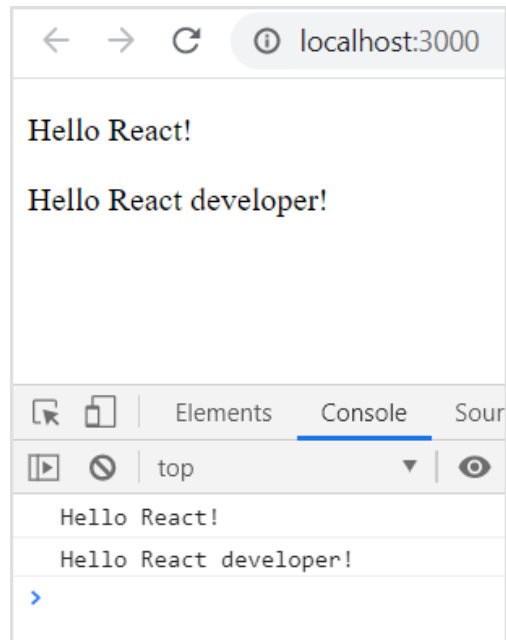 localhost:3000
Hello React!
Hello React developer!
Elements Console Sour
top
Hello React!
Hello React developer!